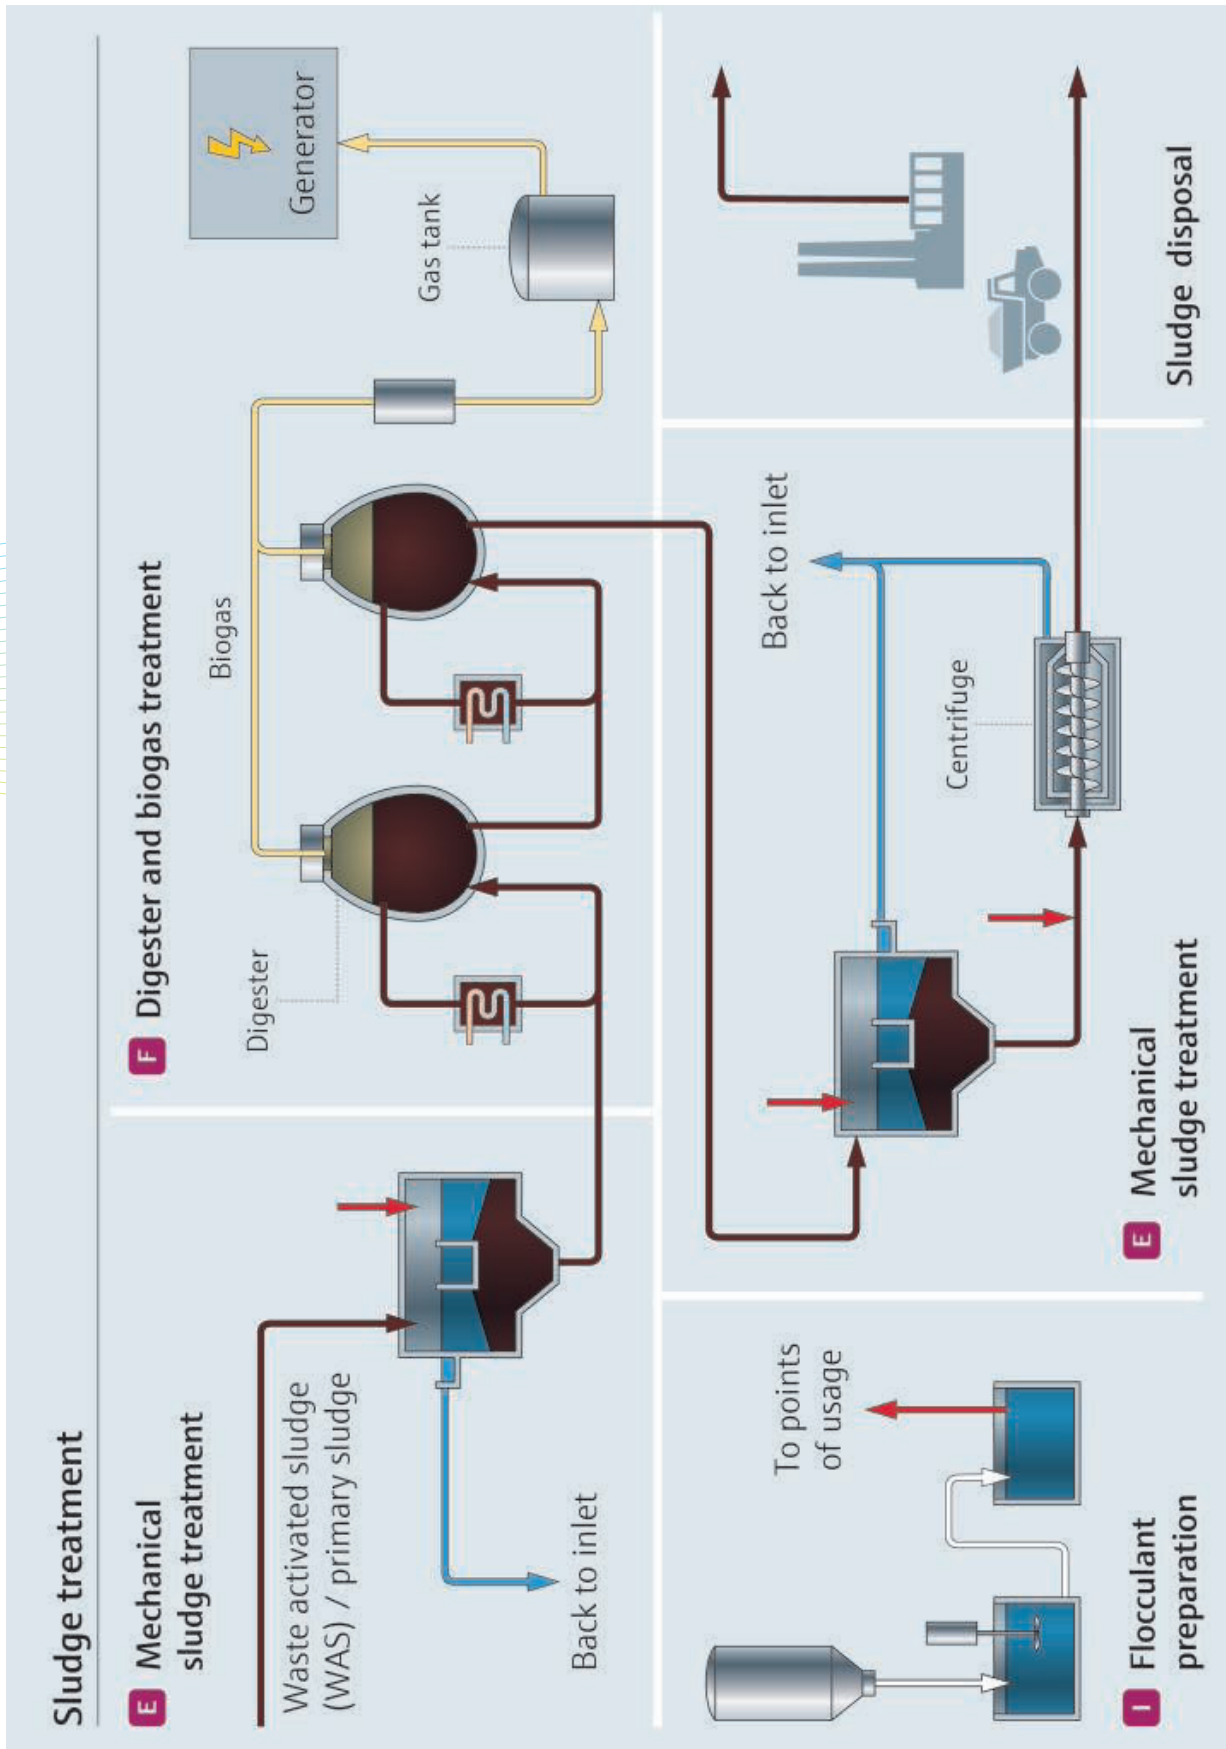 Sludge treatment
E Mechanical
sludge treatment
Waste activated sludge
(WAS) / primary sludge
Back to inlet
F Digester and biogas treatment
Digester
Biogas
Gas tank
Generator
I Flocculant
preparation
To points
of usage
E Mechanical
sludge treatment
Centrifuge
Back to inlet
Sludge disposal